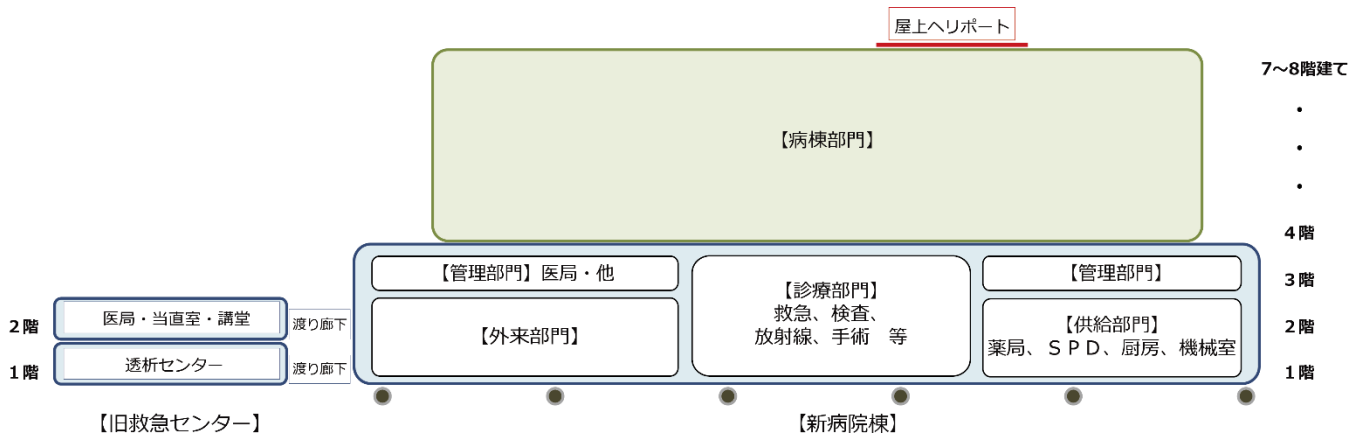 屋上ヘリポート
7～8階建て
・
・
・
【病棟部門】
4階
【管理部門】医局・他
【診療部門】
救急、検査、
放射線、手術　等
【管理部門】
3階
2階
医局・当直室・講堂
渡り廊下
【外来部門】
【供給部門】
薬局、ＳＰＤ、厨房、機械室
2階
1階
透析センター
渡り廊下
1階
【旧救急センター】
【新病院棟】